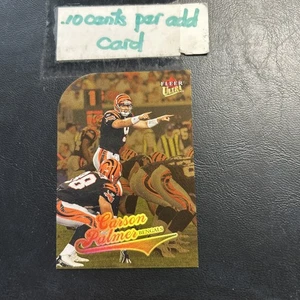 .10 cents per add
card
FLEER
ULTRA
Carson
Palmer BENGALS